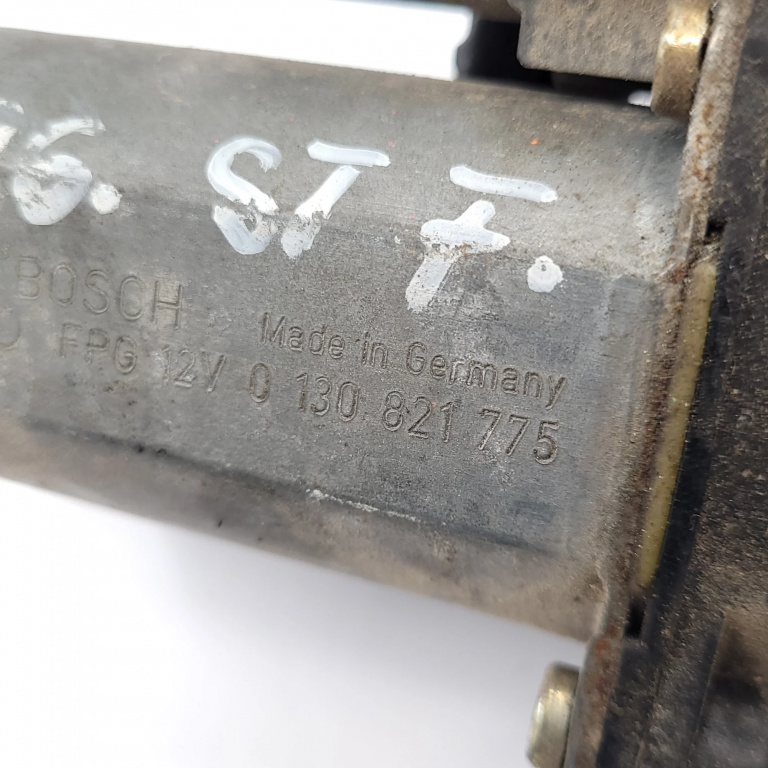 G. ST F.
BOSCH
Made in Germany
FPG 12V 0 130 821 775